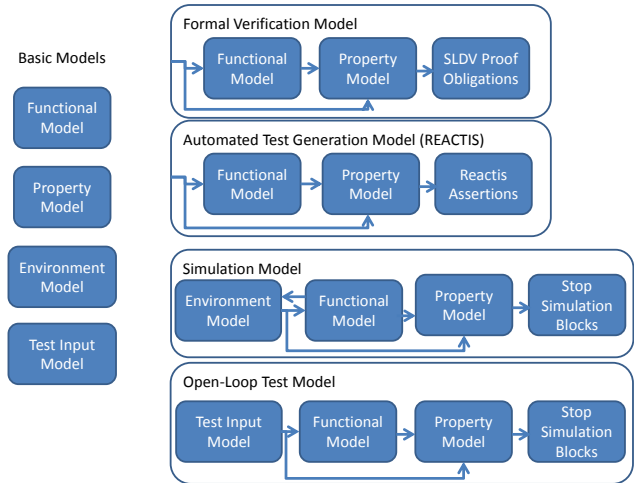 Basic Models
Functional
Model
Property
Model
Environment
Model
Test Input
Model
Formal Verification Model
Functional
Model
Property
Model
SLDV Proof
Obligations
Automated Test Generation Model (REACTIS)
Functional
Model
Property
Model
Reactis
Assertions
Simulation Model
Environment
Model
Functional
Model
Property
Model
Stop
Simulation
Blocks
Open-Loop Test Model
Test Input
Model
Functional
Model
Property
Model
Stop
Simulation
Blocks